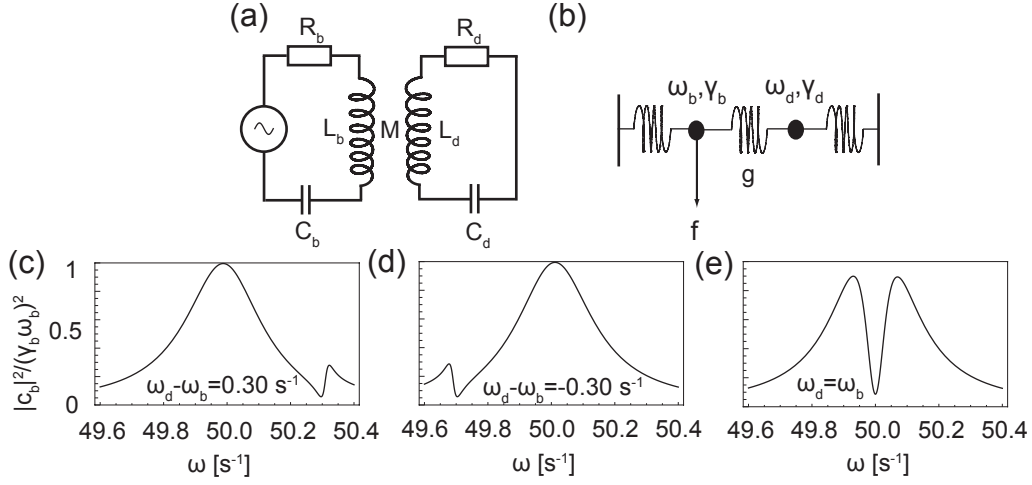 (a)
R_b
R_d
L_b
M
L_d
C_b
C_d
(b)
ω_b,γ_b
ω_d,γ_d
g
f
(c)
(d)
(e)
|c_b|²/(γ_bω_b)²
1
0.5
0
ω_d-ω_b=0.30 s⁻¹
ω_d-ω_b=-0.30 s⁻¹
ω_d=ω_b
49.6 49.8 50.0 50.2 50.4
49.6 49.8 50.0 50.2 50.4
49.6 49.8 50.0 50.2 50.4
ω [s⁻¹]
ω [s⁻¹]
ω [s⁻¹]